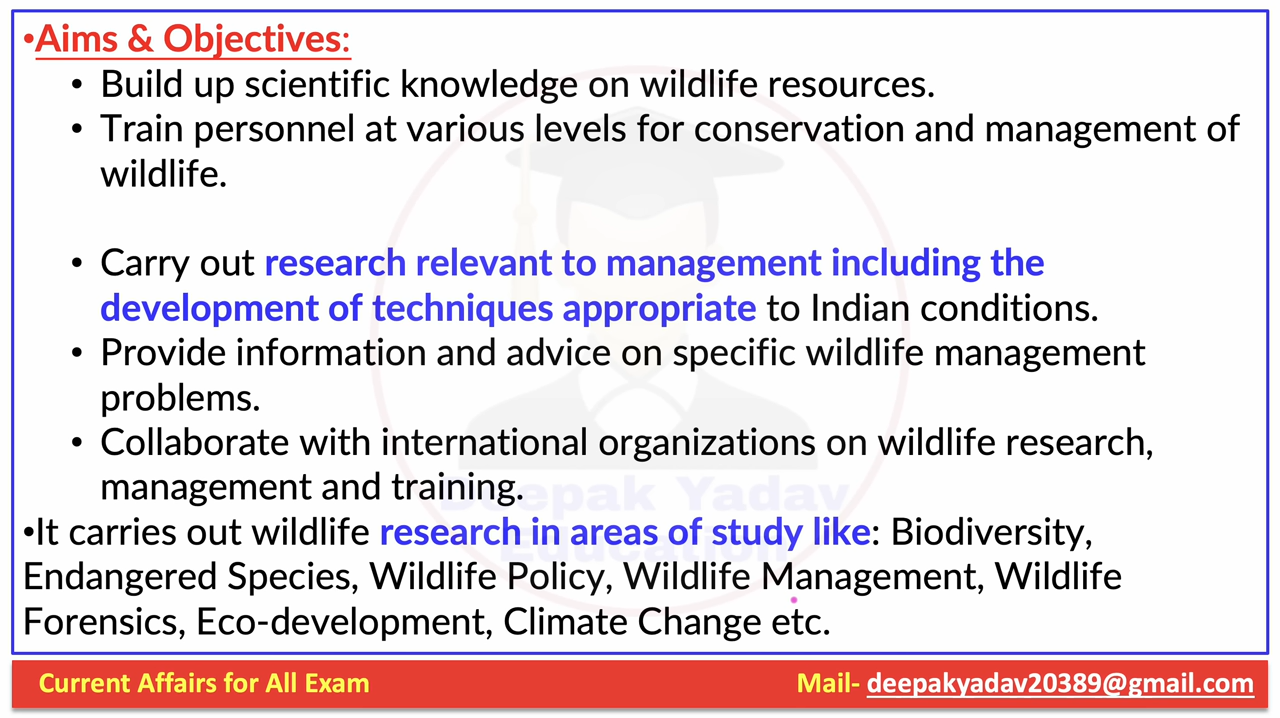 •Aims & Objectives:
• Build up scientific knowledge on wildlife resources.
• Train personnel at various levels for conservation and management of
wildlife.
• Carry out research relevant to management including the
development of techniques appropriate to Indian conditions.
• Provide information and advice on specific wildlife management
problems.
• Collaborate with international organizations on wildlife research,
management and training.
Deepak Yadav
•It carries out wildlife research in areas of study like: Biodiversity,
Education
Endangered Species, Wildlife Policy, Wildlife Management, Wildlife
Forensics, Eco-development, Climate Change etc.
Current Affairs for All Exam
Mail- deepakyadav20389@gmail.com